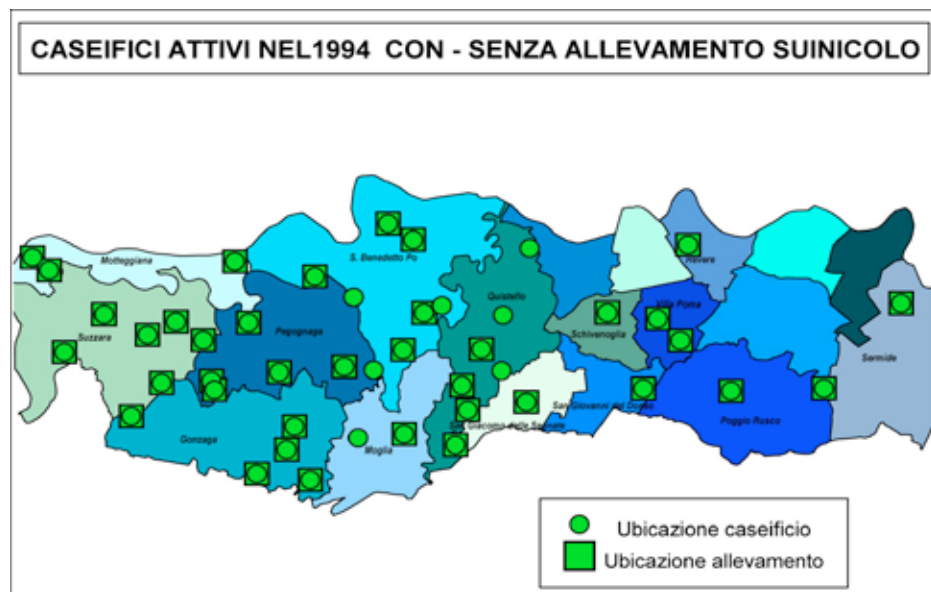 CASEIFICI ATTIVI NEL1994 CON - SENZA ALLEVAMENTO SUINICOLO
Motteggiana
S. Benedetto Po
Revere
Suzzara
Pegognaga
Quistello
Schivenoglia
Villa Poma
Sermide
Gonzaga
Moglia
San Giacomo delle Segnate
San Giovanni del Dosso
Poggio Rusco
Ubicazione caseificio
Ubicazione allevamento